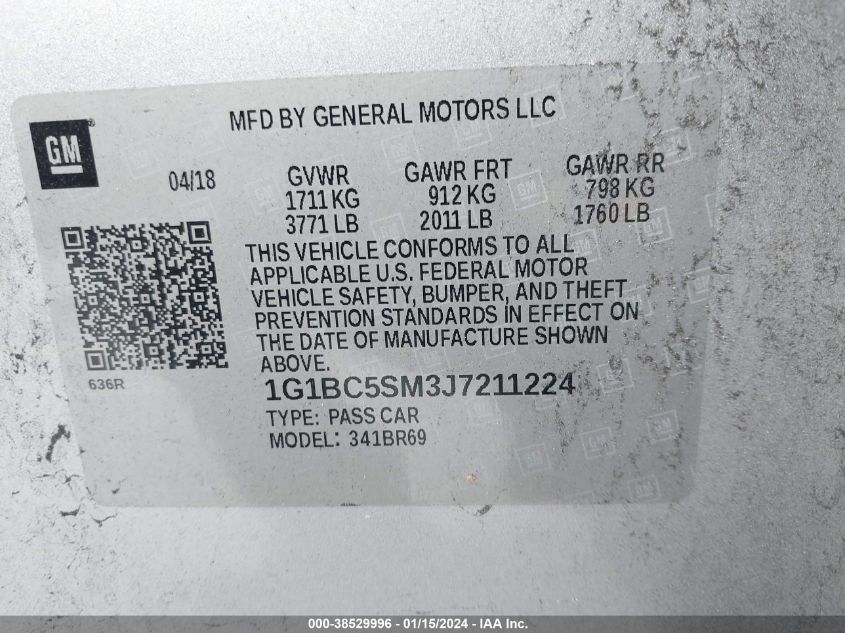 MFD BY GENERAL MOTORS LLC
GM
04/18 GVWR GAWR FRT GAWR RR
1711 KG 912 KG 798 KG
3771 LB 2011 LB 1760 LB
THIS VEHICLE CONFORMS TO ALL
APPLICABLE U.S. FEDERAL MOTOR
VEHICLE SAFETY, BUMPER, AND THEFT
PREVENTION STANDARDS IN EFFECT ON
THE DATE OF MANUFACTURE SHOWN
ABOVE.
636R
1G1BC5SM3J7211224
TYPE: PASS CAR
MODEL: 341BR69
000-38529996 - 01/15/2024 - IAA Inc.